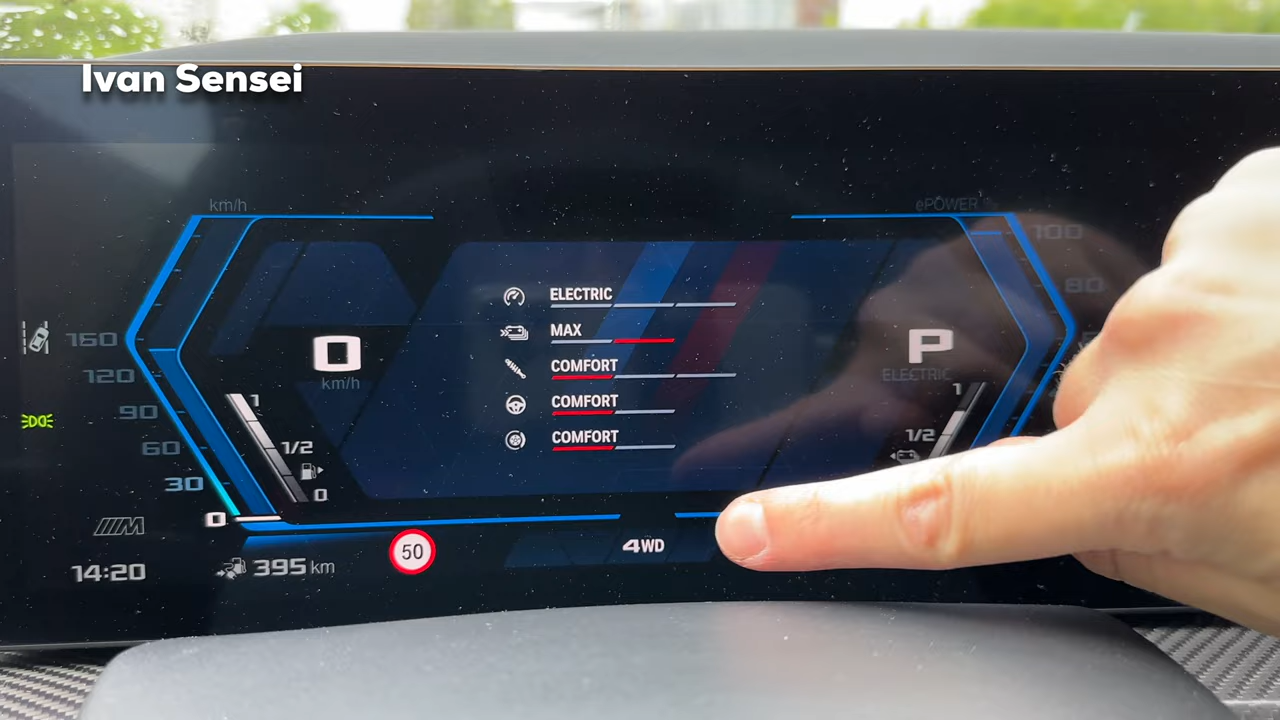 Ivan Sensei
km/h
ePOWER %
100
80
160
120
90
60
30
0
0
km/h
1
1/2
0
ELECTRIC
MAX
COMFORT
COMFORT
COMFORT
P
ELECTRIC
1
1/2
M
14:20
395 km
50
4WD